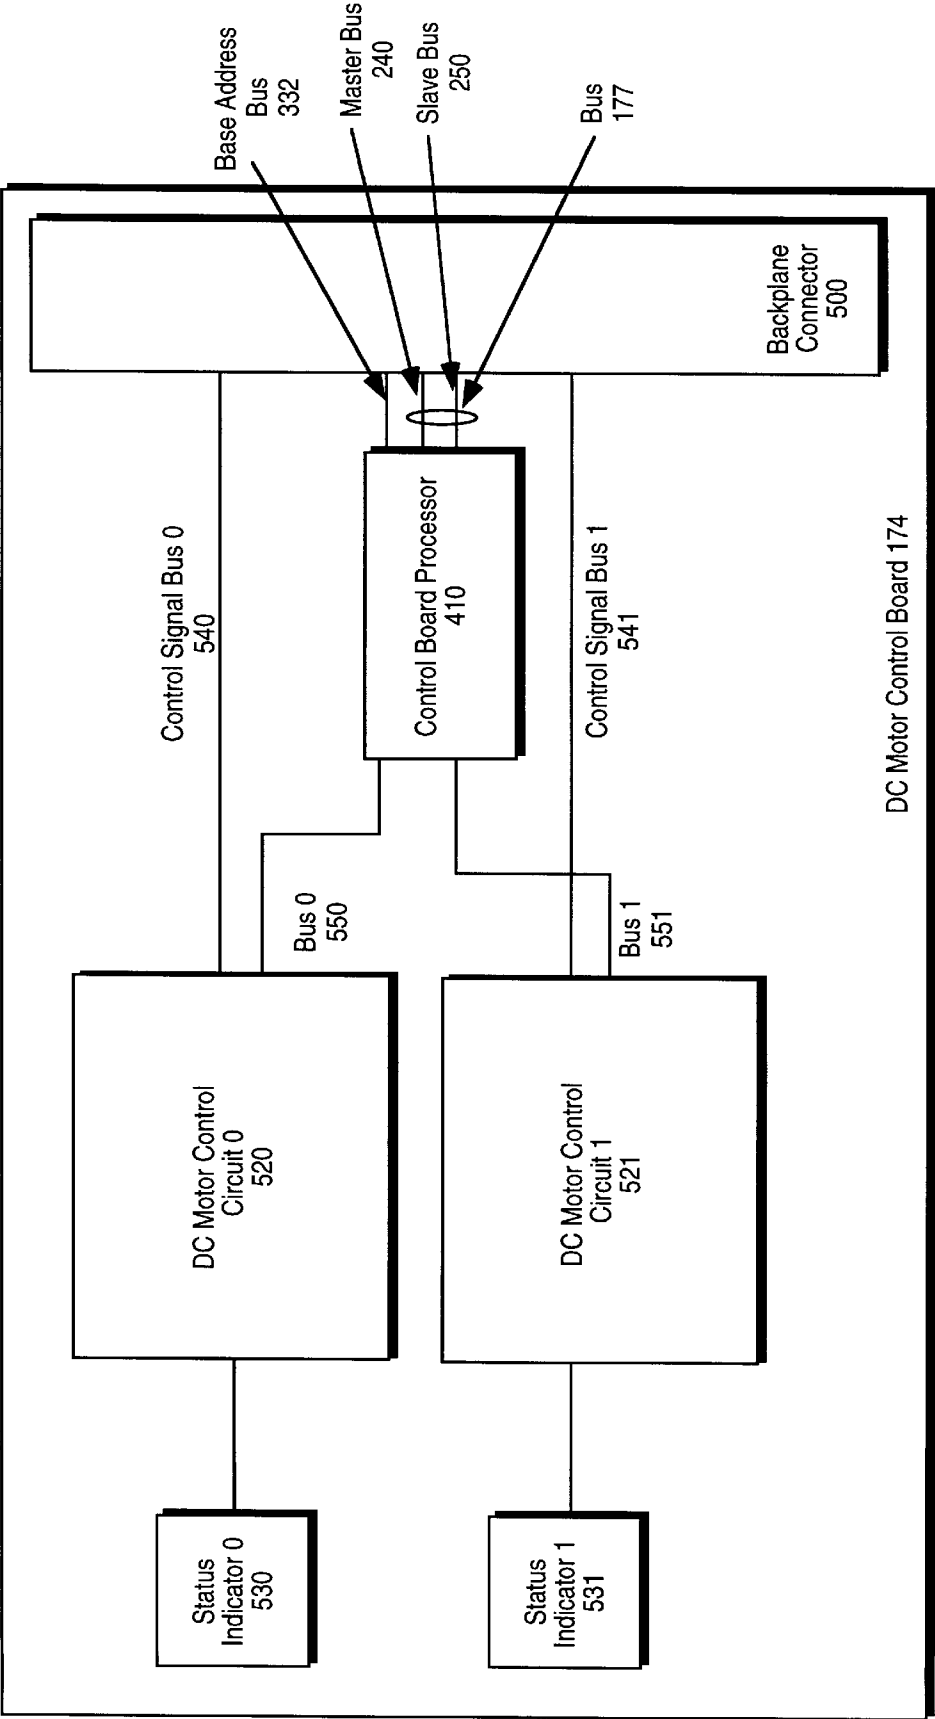 Status
Indicator 0
530
DC Motor Control
Circuit 0
520
Bus 0
550
Control Signal Bus 0
540
Base Address
Bus
332
Master Bus
240
Slave Bus
250
Bus
177
Control Board Processor
410
Status
Indicator 1
531
DC Motor Control
Circuit 1
521
Bus 1
551
Control Signal Bus 1
541
Backplane
Connector
500
DC Motor Control Board 174